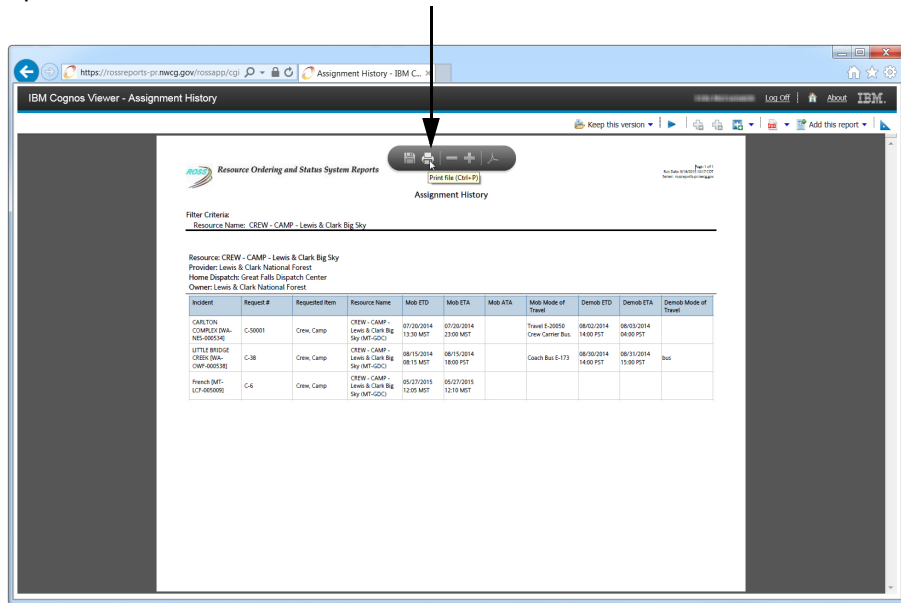 https://rossreports-pr.nwcg.gov/rossapp/cgi
Assignment History - IBM C...
IBM Cognos Viewer - Assignment History
Log Off | About IBM.
Keep this version
Add this report
ROSS Resource Ordering and Status System Reports
Page 1 of 1
Print file (Ctrl+P)
Assignment History
Filter Criteria:
Resource Name: CREW - CAMP - Lewis & Clark Big Sky
Resource: CREW - CAMP - Lewis & Clark Big Sky
Provider: Lewis & Clark National Forest
Home Dispatch: Great Falls Dispatch Center
Owner: Lewis & Clark National Forest
Incident Request # Requested Item Resource Name Mob ETD Mob ETA Mob ATA Mob Mode of Demob ETD Demob ETA Demob Mode of
Travel Travel
CARLTON CREW - CAMP -
COMPLEX [WA- C-50001 Crew, Camp Lewis & Clark Big 07/20/2014 07/20/2014 Travel E-20050 08/02/2014 08/03/2014
NES-000534] Sky (MT-GDC) 13:30 MST 23:00 MST Crew Carrier Bus. 14:00 PST 04:00 PST
LITTLE BRIDGE CREW - CAMP -
CREEK [WA- C-38 Crew, Camp Lewis & Clark Big 08/15/2014 08/15/2014 Coach Bus E-173 08/30/2014 08/31/2014 bus
OWF-000538] Sky (MT-GDC) 08:15 MST 18:00 MST 14:00 PST 15:00 PST
French [MT- CREW - CAMP -
LCF-005009] C-6 Crew, Camp Lewis & Clark Big 05/27/2015 05/27/2015
Sky (MT-GDC) 12:05 MST 12:10 MST